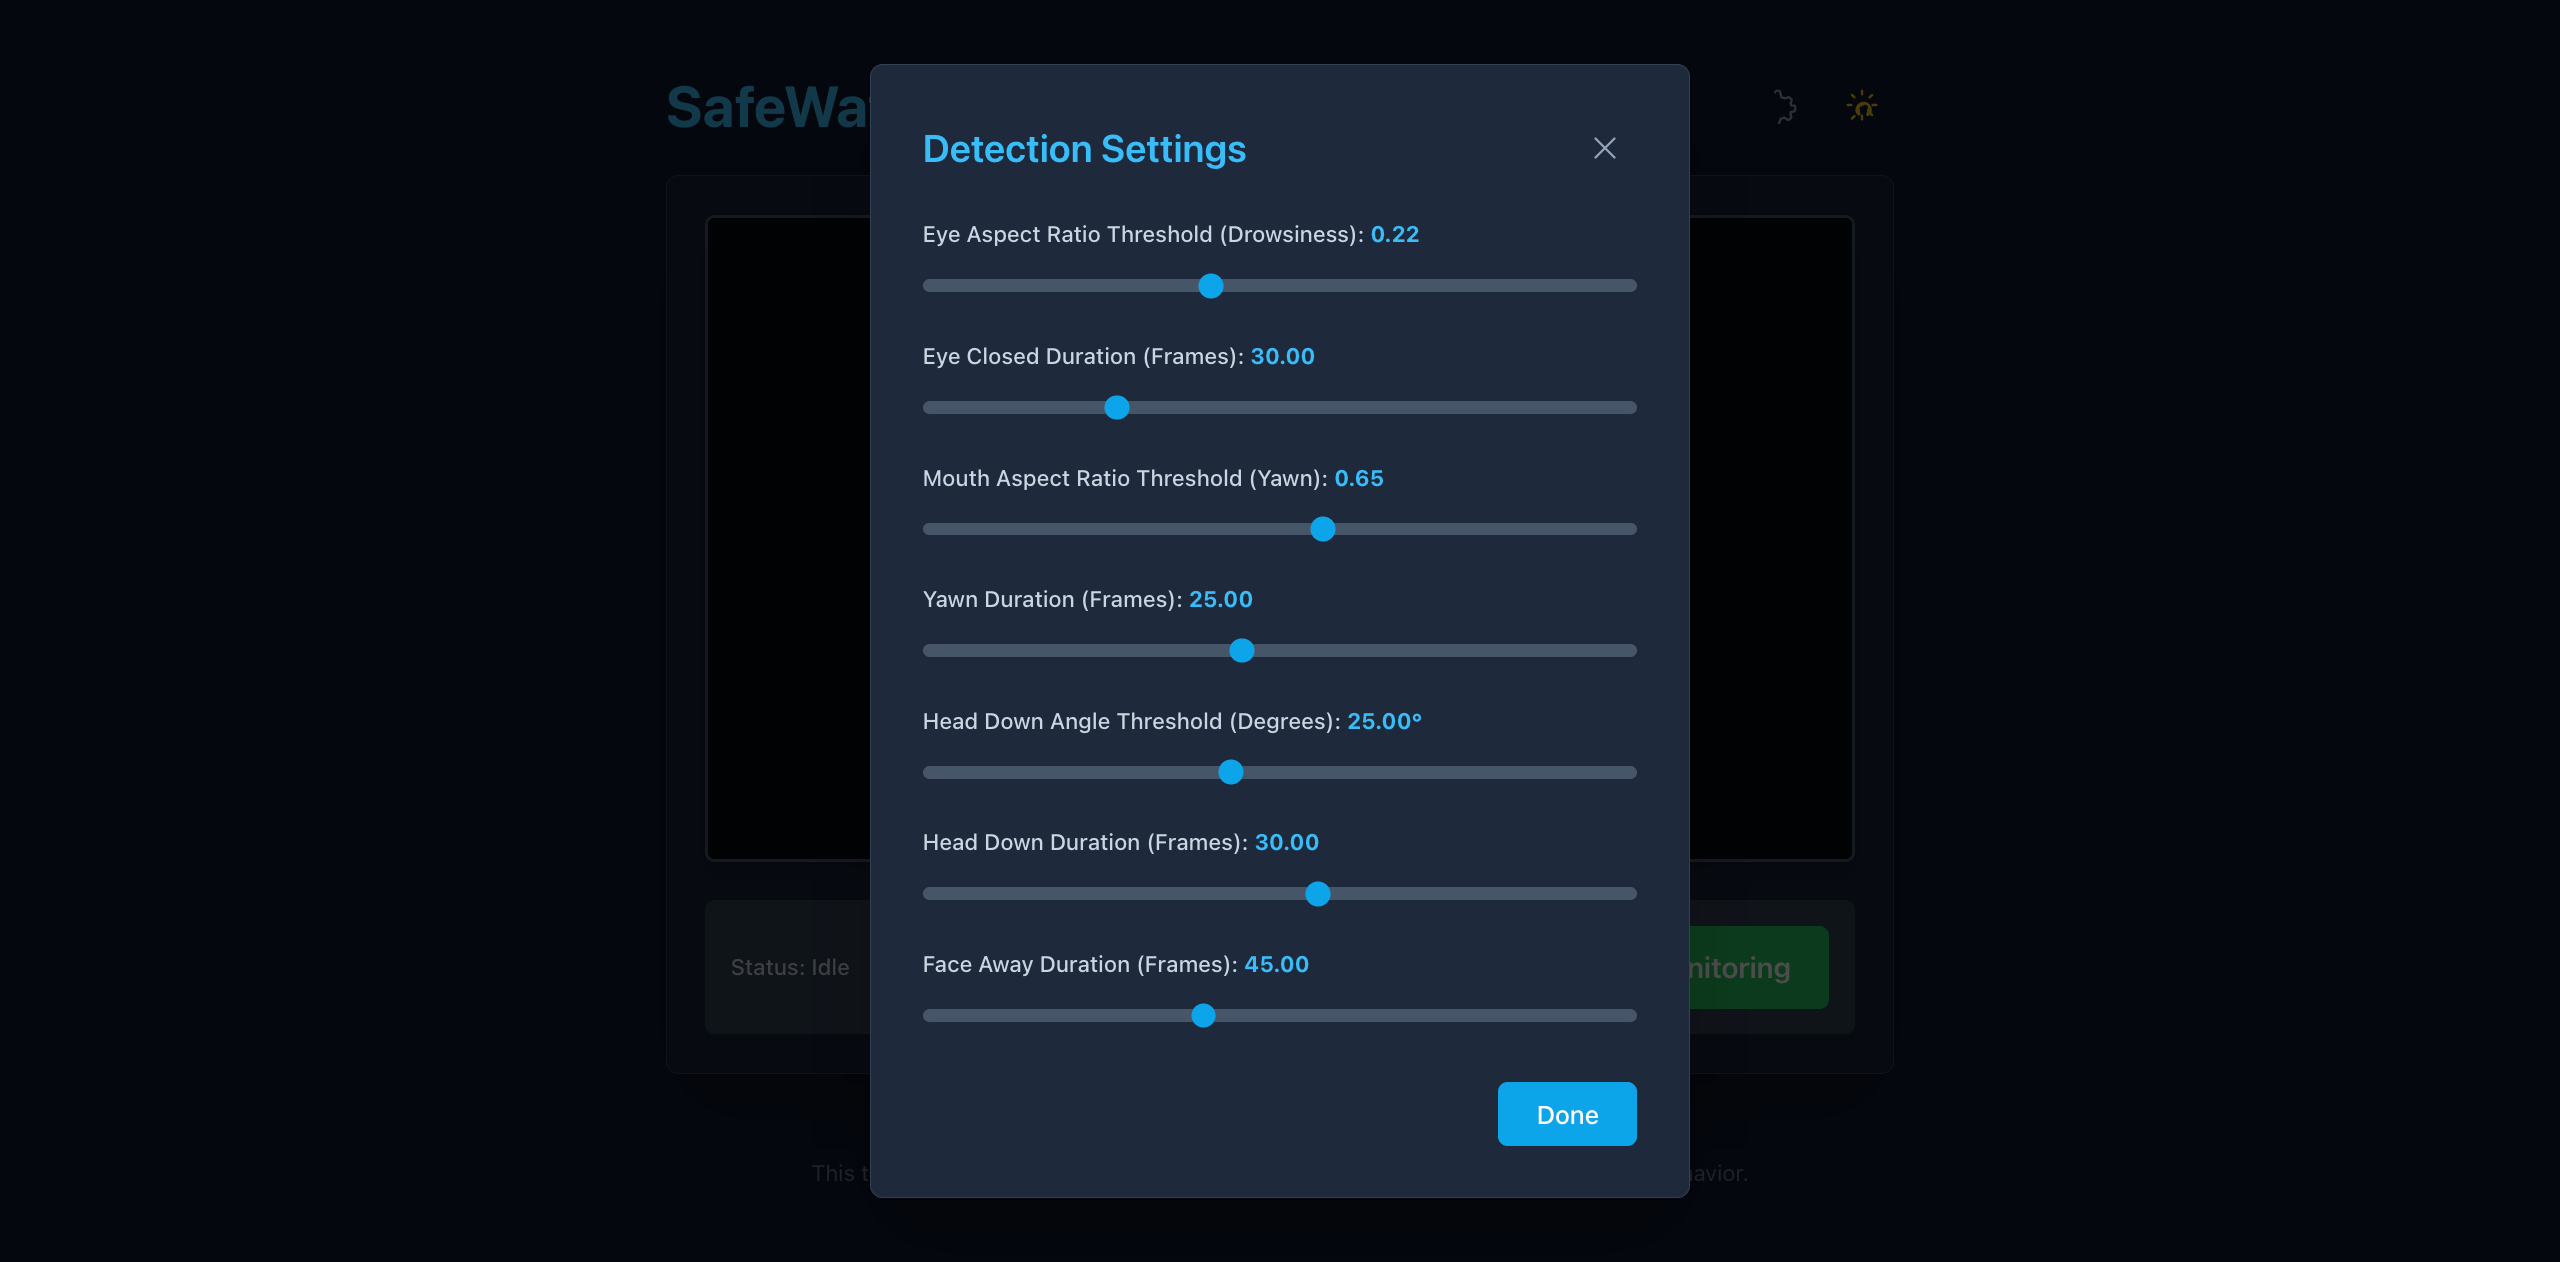 SafeWa
Detection Settings
Eye Aspect Ratio Threshold (Drowsiness): 0.22
Eye Closed Duration (Frames): 30.00
Mouth Aspect Ratio Threshold (Yawn): 0.65
Yawn Duration (Frames): 25.00
Head Down Angle Threshold (Degrees): 25.00°
Head Down Duration (Frames): 30.00
Face Away Duration (Frames): 45.00
Status: Idle
nitoring
Done
This t
avior.